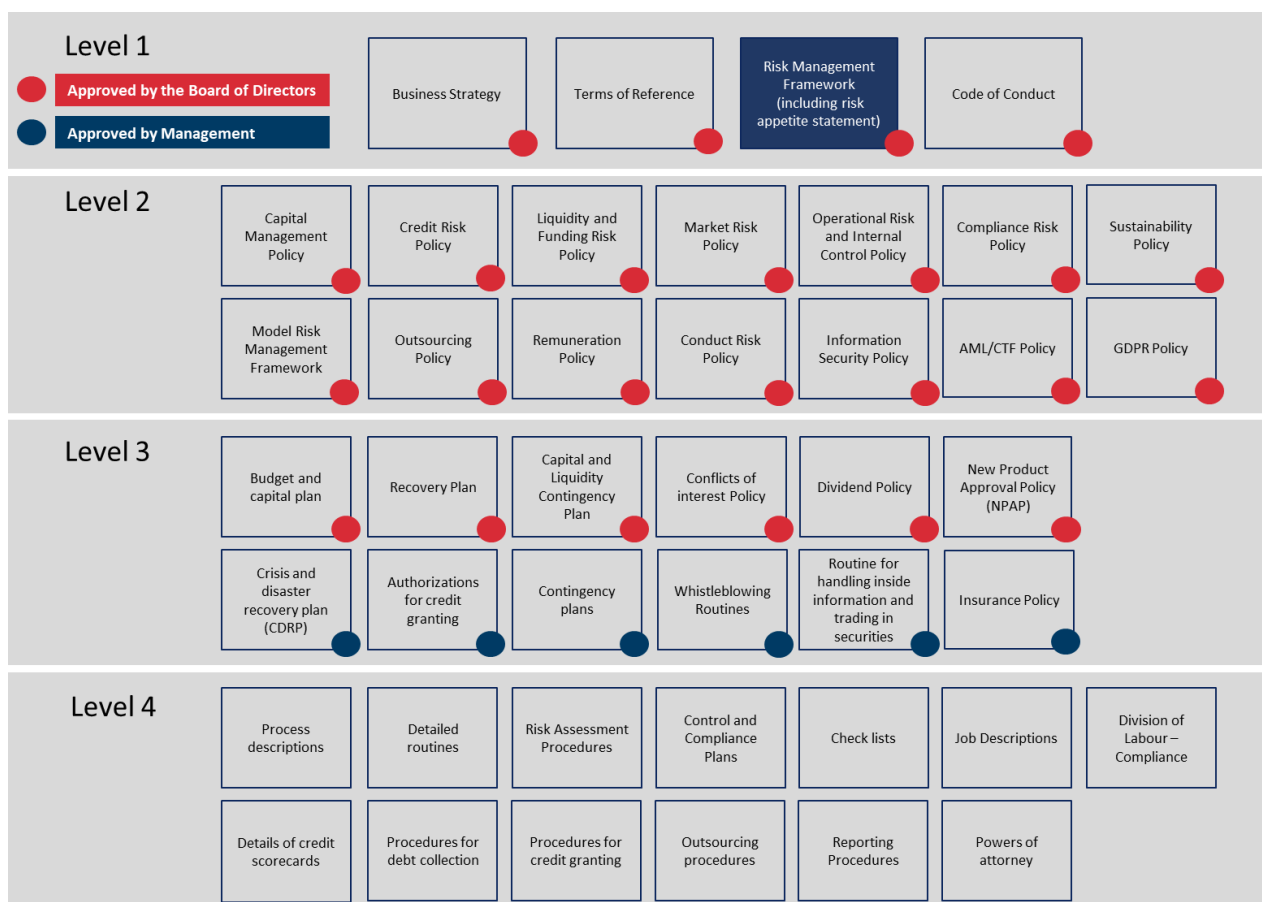 Level 1
Approved by the Board of Directors
Approved by Management
Business Strategy
Terms of Reference
Risk Management
Framework
(including risk
appetite statement)
Code of Conduct
Level 2
Capital
Management
Policy
Credit Risk
Policy
Liquidity and
Funding Risk
Policy
Market Risk
Policy
Operational Risk
and Internal
Control Policy
Compliance Risk
Policy
Sustainability
Policy
Model Risk
Management
Framework
Outsourcing
Policy
Remuneration
Policy
Conduct Risk
Policy
Information
Security Policy
AML/CTF Policy
GDPR Policy
Level 3
Budget and
capital plan
Recovery Plan
Capital and
Liquidity
Contingency
Plan
Conflicts of
interest Policy
Dividend Policy
New Product
Approval Policy
(NPAP)
Crisis and
disaster
recovery plan
(CDRP)
Authorizations
for credit
granting
Contingency
plans
Whistleblowing
Routines
Routine for
handling inside
information and
trading in
securities
Insurance Policy
Level 4
Process
descriptions
Detailed
routines
Risk Assessment
Procedures
Control and
Compliance
Plans
Check lists
Job Descriptions
Division of
Labour –
Compliance
Details of credit
scorecards
Procedures for
debt collection
Procedures for
credit granting
Outsourcing
procedures
Reporting
Procedures
Powers of
attorney